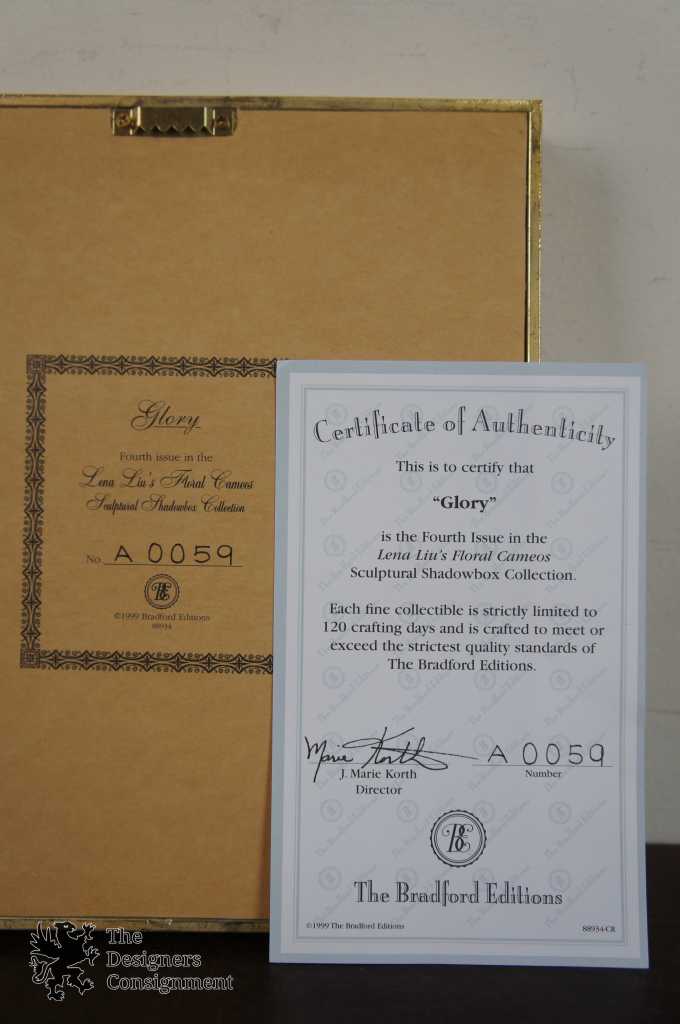 Glory
Fourth issue in the
Lena Liu's Floral Cameos
Sculptural Shadowbox Collection
No. A 0059
BE
©1999 Bradford Editions
88934
Certificate of Authenticity
This is to certify that
“Glory”
is the Fourth Issue in the
Lena Liu's Floral Cameos
Sculptural Shadowbox Collection.
Each fine collectible is strictly limited to
120 crafting days and is crafted to meet or
exceed the strictest quality standards of
The Bradford Editions.
Marie Korth A 0059
J. Marie Korth Number
Director
BE
The Bradford Editions
©1999 The Bradford Editions 88934-CR
The
Designers
Consignment